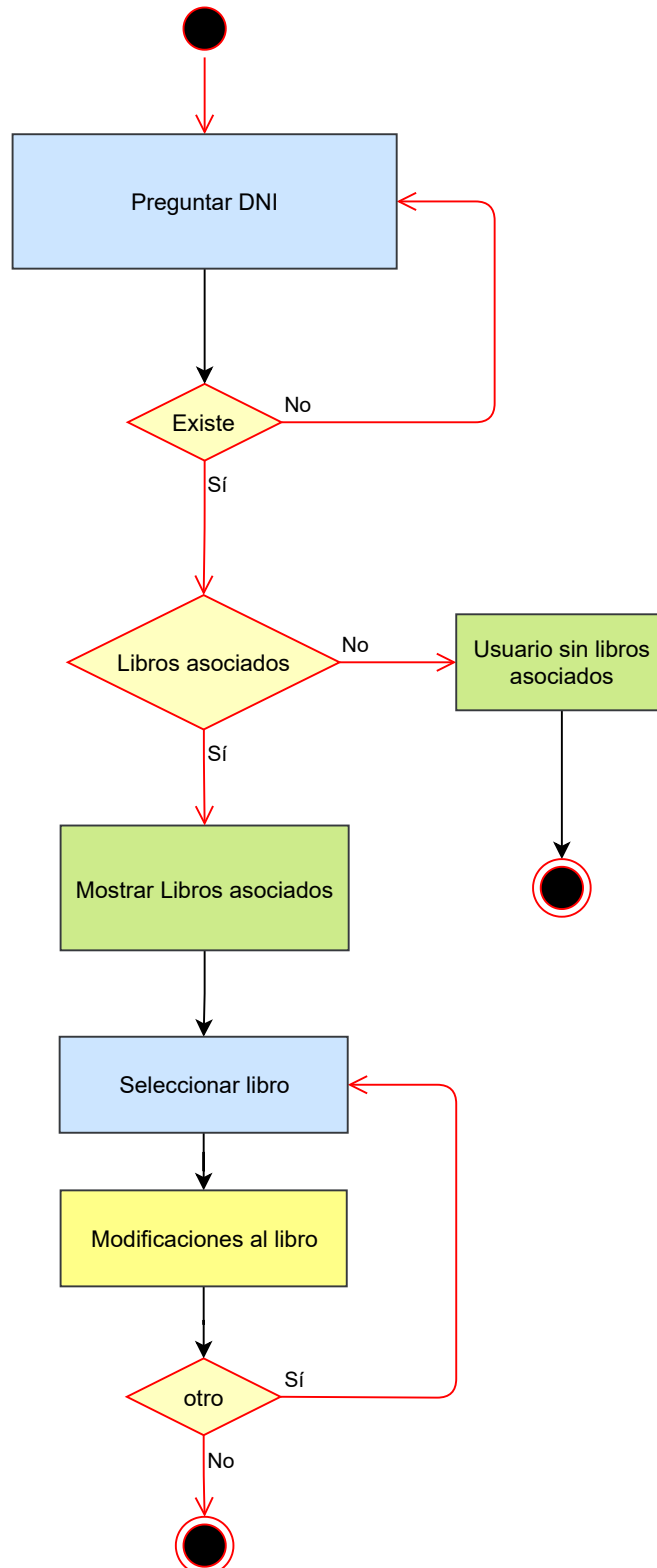 Preguntar DNI
Existe
No
Sí
Libros asociados
No
Usuario sin libros
asociados
Sí
Mostrar Libros asociados
Seleccionar libro
Modificaciones al libro
otro
Sí
No